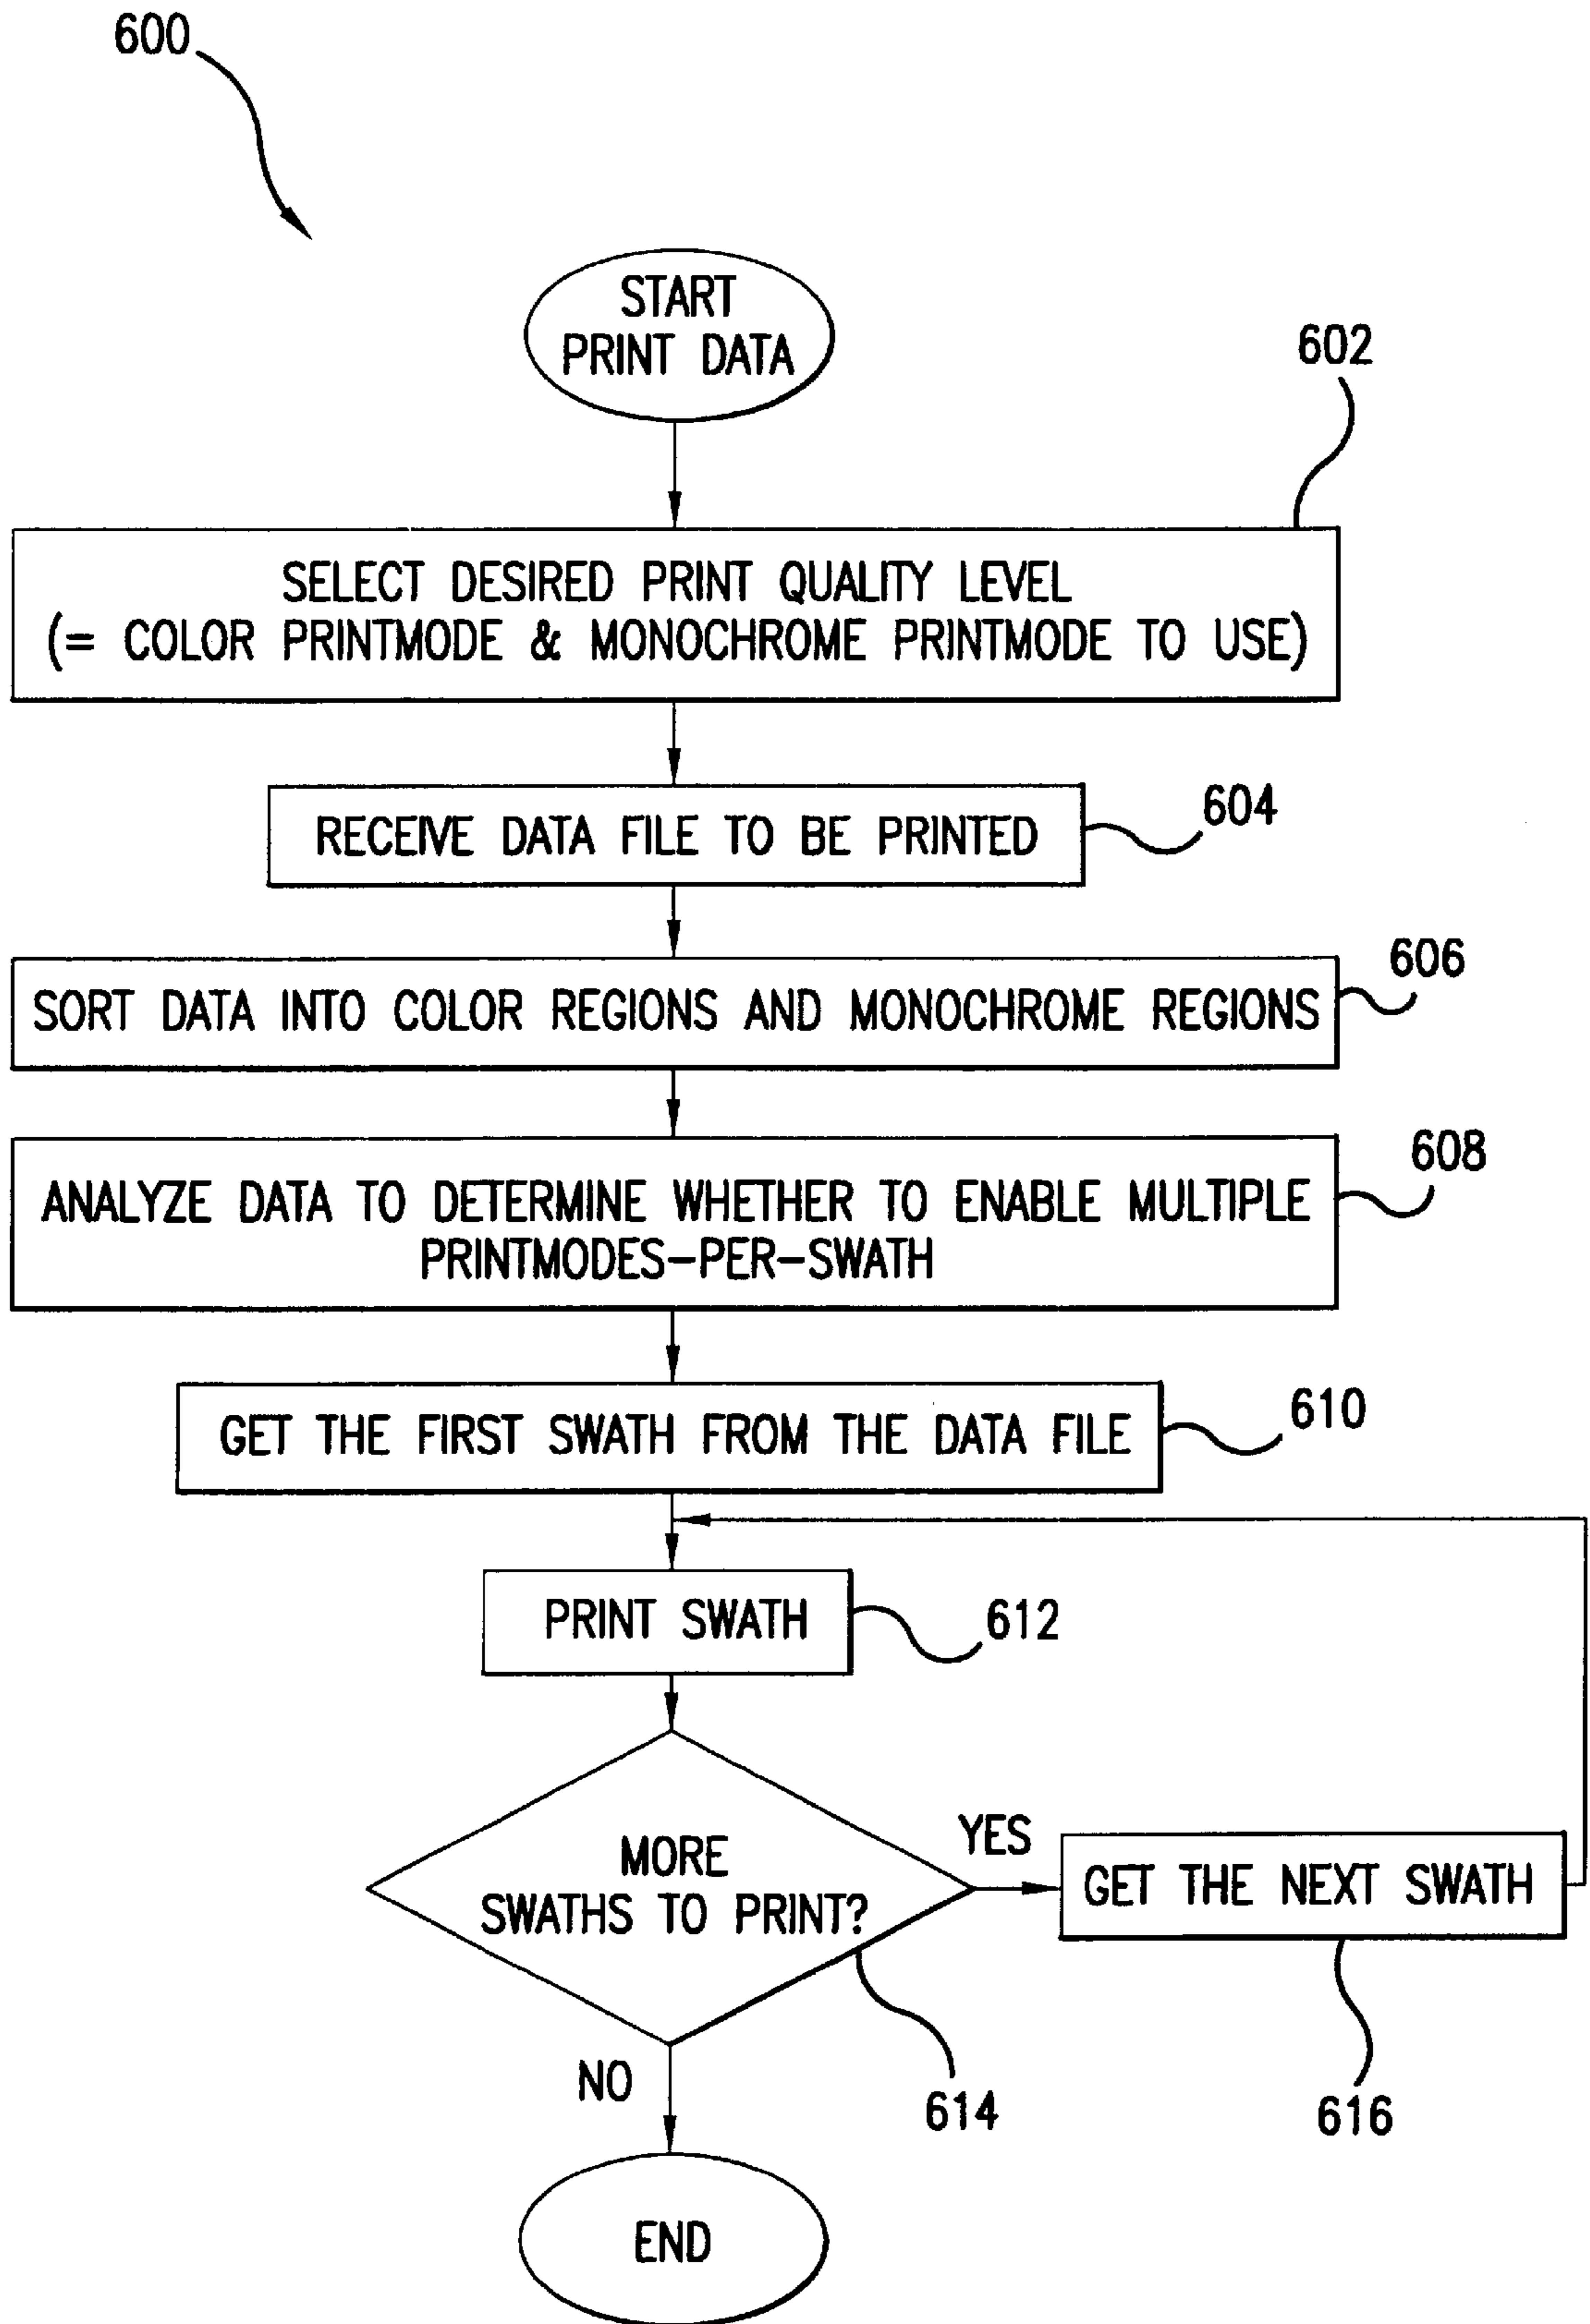 600
START
PRINT DATA
602
SELECT DESIRED PRINT QUALITY LEVEL
(= COLOR PRINTMODE & MONOCHROME PRINTMODE TO USE)
RECEIVE DATA FILE TO BE PRINTED
604
SORT DATA INTO COLOR REGIONS AND MONOCHROME REGIONS
606
ANALYZE DATA TO DETERMINE WHETHER TO ENABLE MULTIPLE
PRINTMODES-PER-SWATH
608
GET THE FIRST SWATH FROM THE DATA FILE
610
PRINT SWATH
612
MORE
SWATHS TO PRINT?
YES
GET THE NEXT SWATH
NO
614
616
END